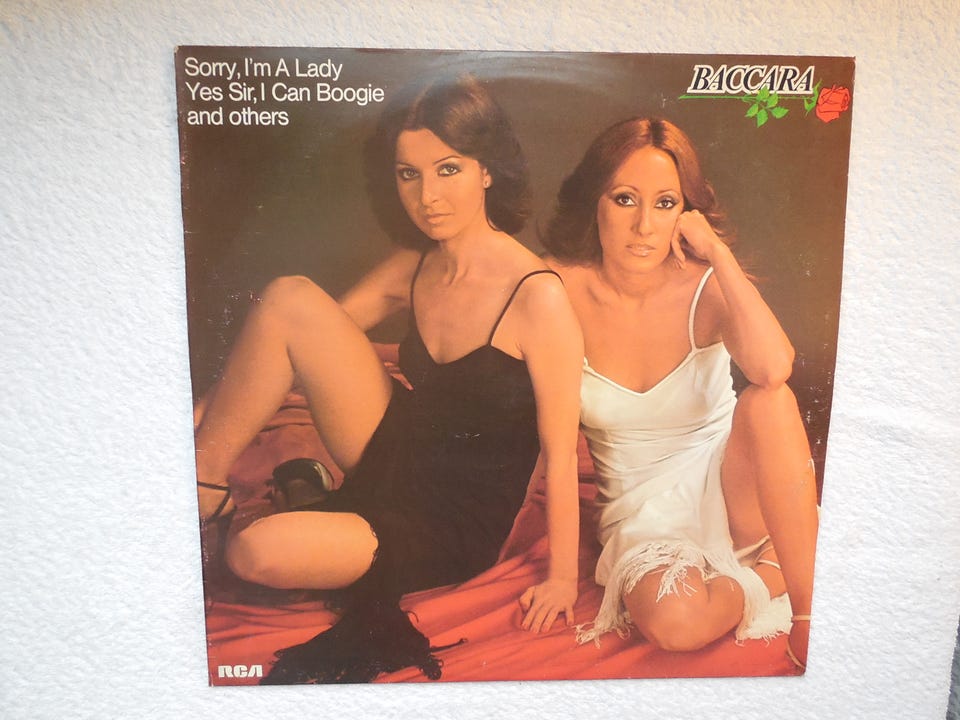 Sorry, I'm A Lady
Yes Sir, I Can Boogie
and others
BACCARA
RCA